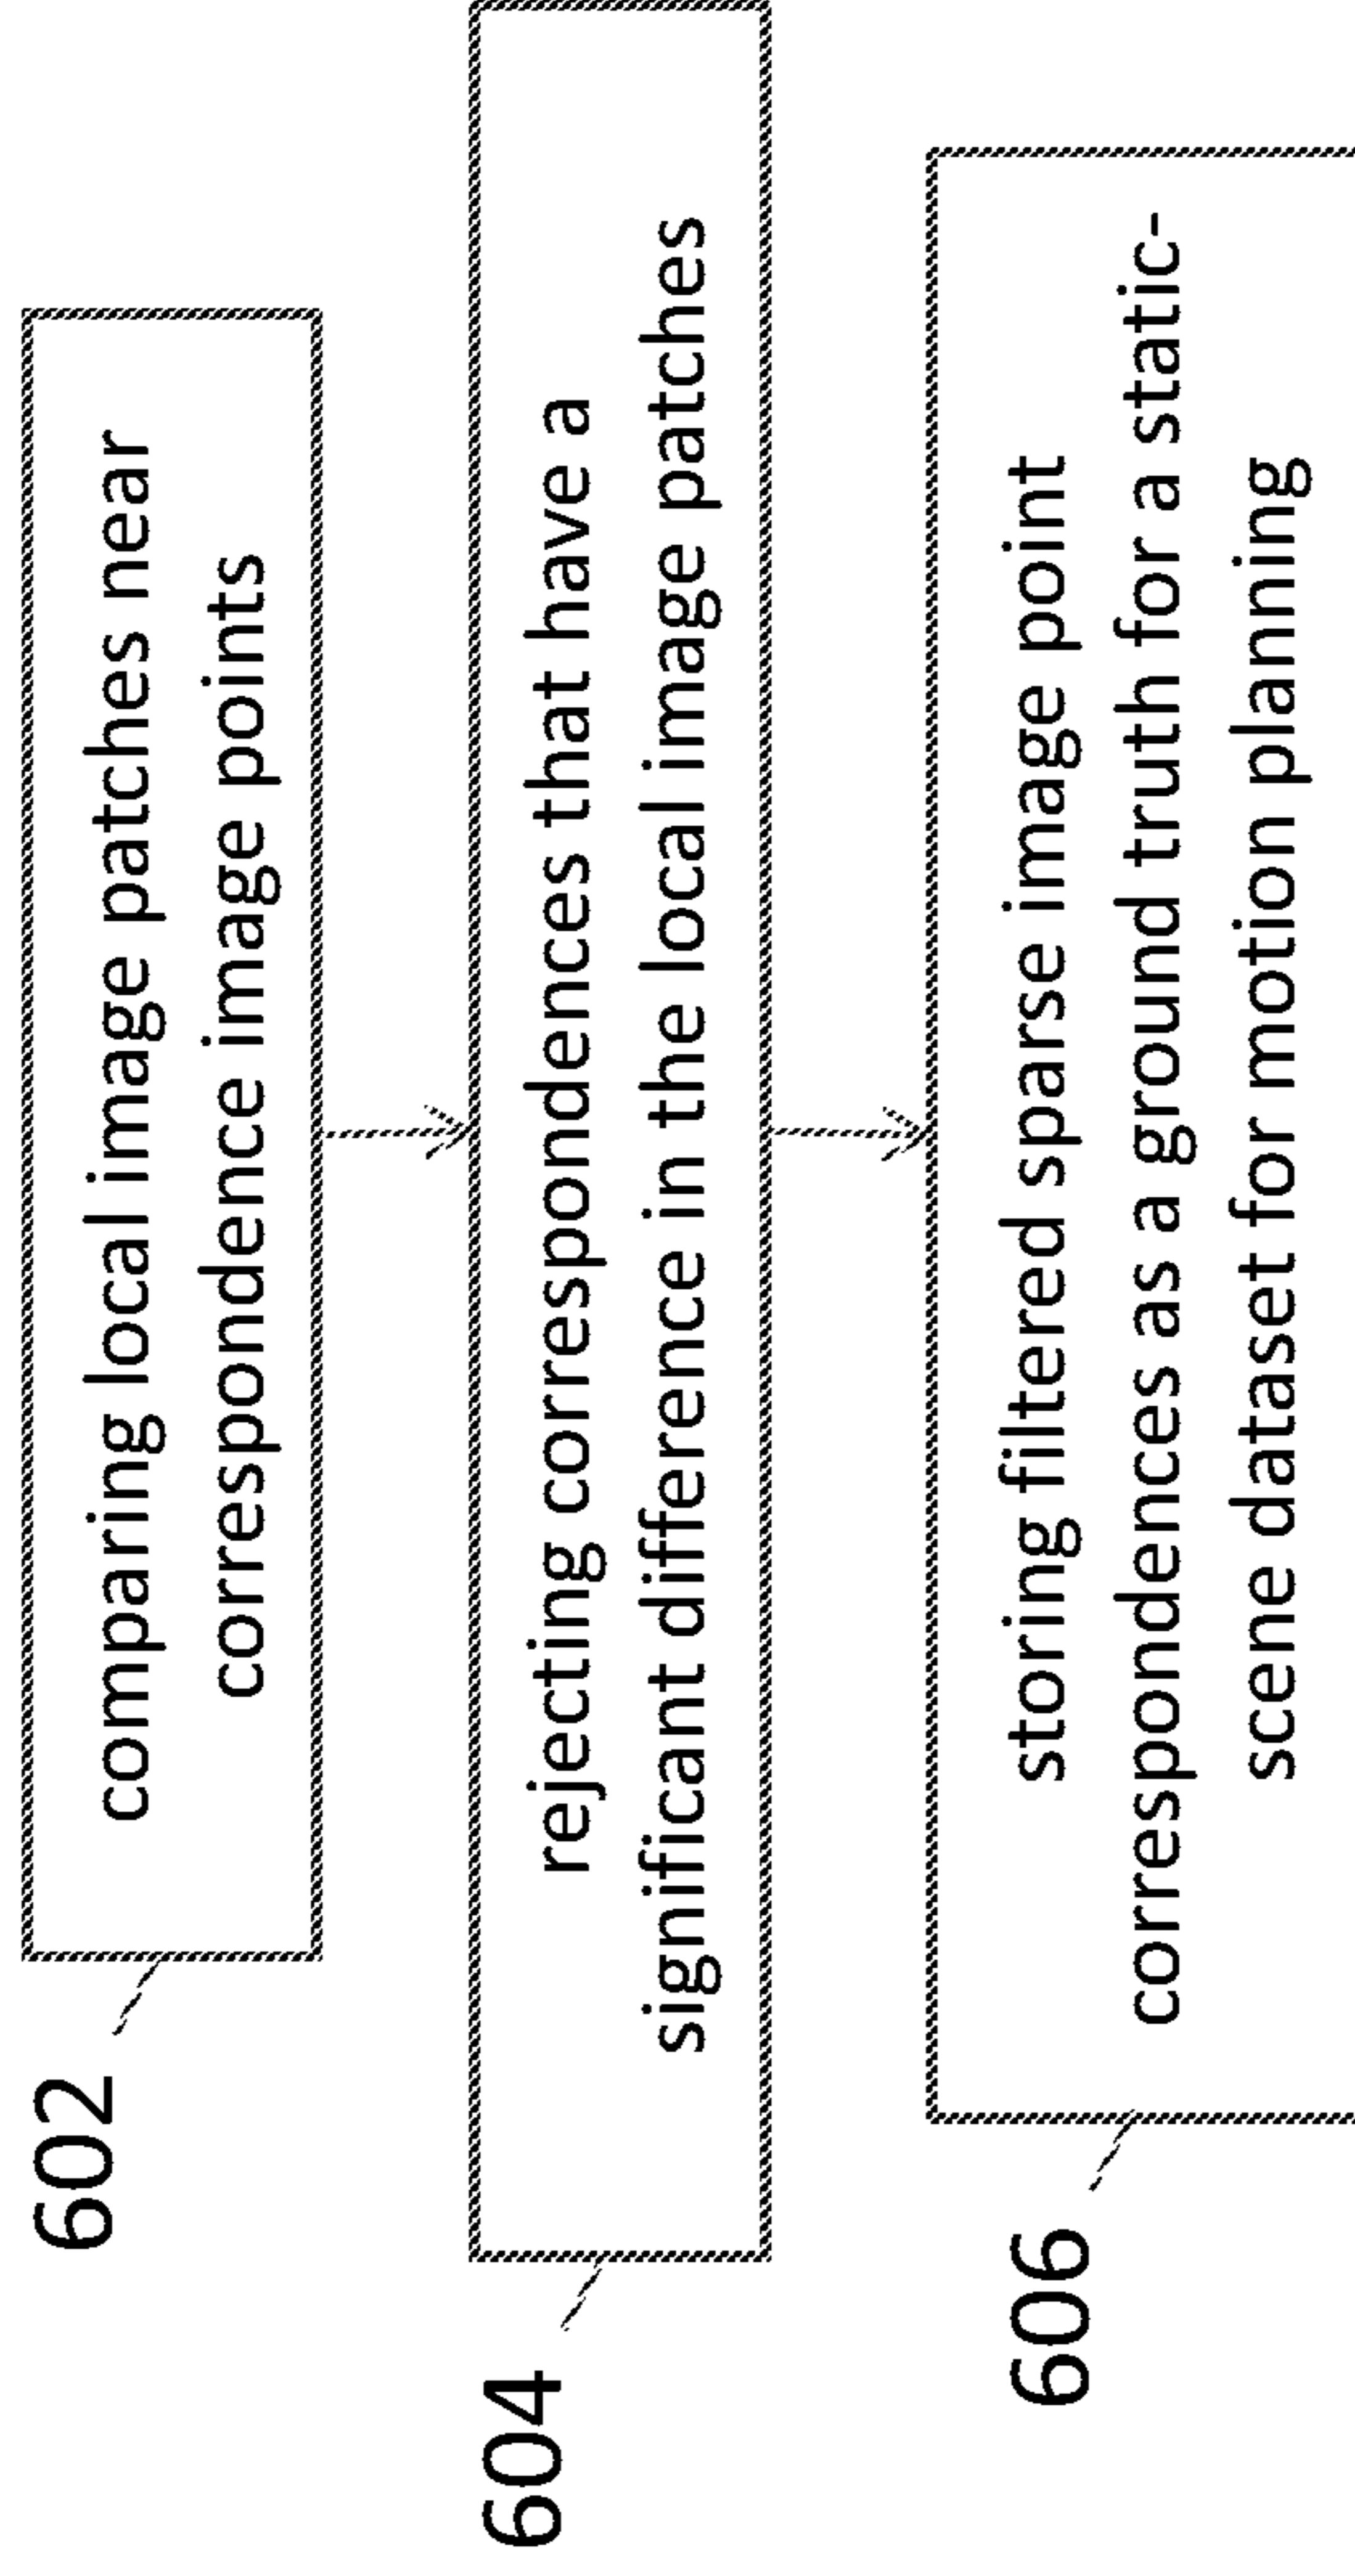 602
comparing local image patches near
correspondence image points
604
rejecting correspondences that have a
significant difference in the local image patches
606
storing filtered sparse image point
correspondences as a ground truth for a static-
scene dataset for motion planning